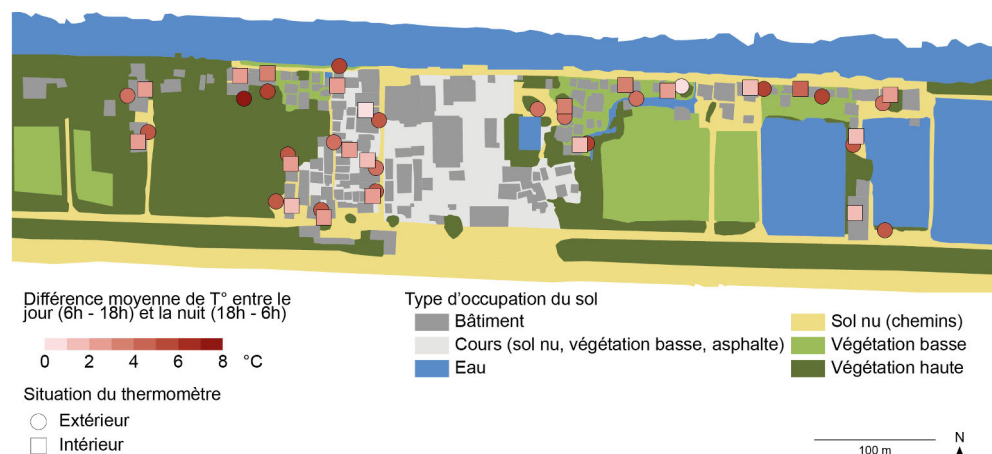 Différence moyenne de T° entre le
jour (6h - 18h) et la nuit (18h - 6h)
0 2 4 6 8 °C
Situation du thermomètre
Extérieur
Intérieur
Type d'occupation du sol
Bâtiment
Cours (sol nu, végétation basse, asphalte)
Eau
Sol nu (chemins)
Végétation basse
Végétation haute
100 m
N